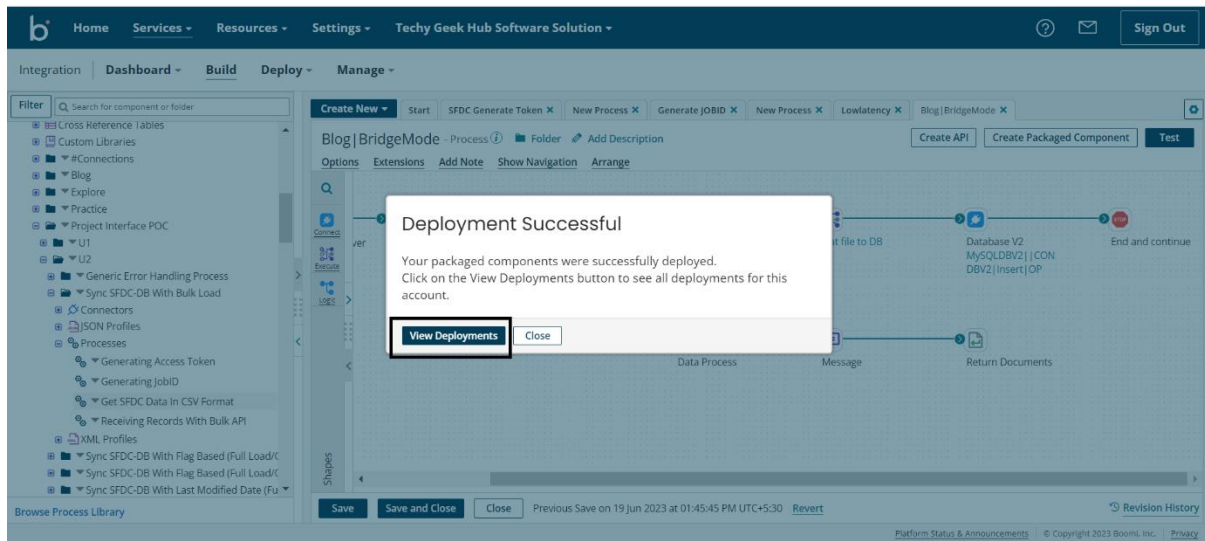 b Home Services Resources Settings Techy Geek Hub Software Solution Sign Out
Integration Dashboard Build Deploy Manage
Filter Search for component or folder
Create New Start SFDC Generate Token New Process Generate JOBID New Process Lowlatency Blog|BridgeMode
Cross Reference Tables
Custom Libraries
#Connections
Blog
Explore
Practice
Project Interface POC
U1
U2
Generic Error Handling Process
Sync SFDC-DB With Bulk Load
Connectors
JSON Profiles
Processes
Generating Access Token
Generating JobID
Get SFDC Data In CSV Format
Receiving Records With Bulk API
XML Profiles
Sync SFDC-DB With Flag Based (Full Load/
Sync SFDC-DB With Flag Based (Full Load/
Sync SFDC-DB With Last Modified Date (Fu
Browse Process Library
Blog|BridgeMode - Process Folder Add Description
Create API Create Packaged Component Test
Options Extensions Add Note Show Navigation Arrange
Connect
Execute
Logic
Shapes
ver
Deployment Successful
Your packaged components were successfully deployed.
Click on the View Deployments button to see all deployments for this
account.
View Deployments Close
file to DB
Database V2
MySQLDBV2||CON
DBV2|Insert|OP
STOP
End and continue
Data Process Message Return Documents
Save Save and Close Close Previous Save on 19 Jun 2023 at 01:45:45 PM UTC+5:30 Revert Revision History
Platform Status & Announcements © Copyright 2023 Boomi, Inc. Privacy